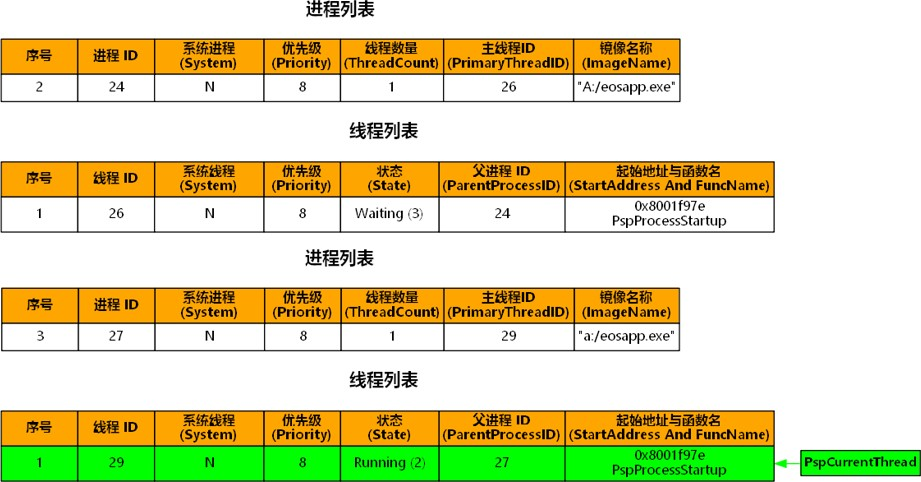 进程列表
序号 进程 ID 系统进程 (System) 优先级 (Priority) 线程数量 (ThreadCount) 主线程ID (PrimaryThreadID) 镜像名称 (ImageName)
2 24 N 8 1 26 "A:/eosapp.exe"
线程列表
序号 线程 ID 系统线程 (System) 优先级 (Priority) 状态 (State) 父进程 ID (ParentProcessID) 起始地址与函数名 (StartAddress And FuncName)
1 26 N 8 Waiting (3) 24 0x8001f97e PspProcessStartup
进程列表
序号 进程 ID 系统进程 (System) 优先级 (Priority) 线程数量 (ThreadCount) 主线程ID (PrimaryThreadID) 镜像名称 (ImageName)
3 27 N 8 1 29 "a:/eosapp.exe"
线程列表
序号 线程 ID 系统线程 (System) 优先级 (Priority) 状态 (State) 父进程 ID (ParentProcessID) 起始地址与函数名 (StartAddress And FuncName)
1 29 N 8 Running (2) 27 0x8001f97e PspProcessStartup PspCurrentThread